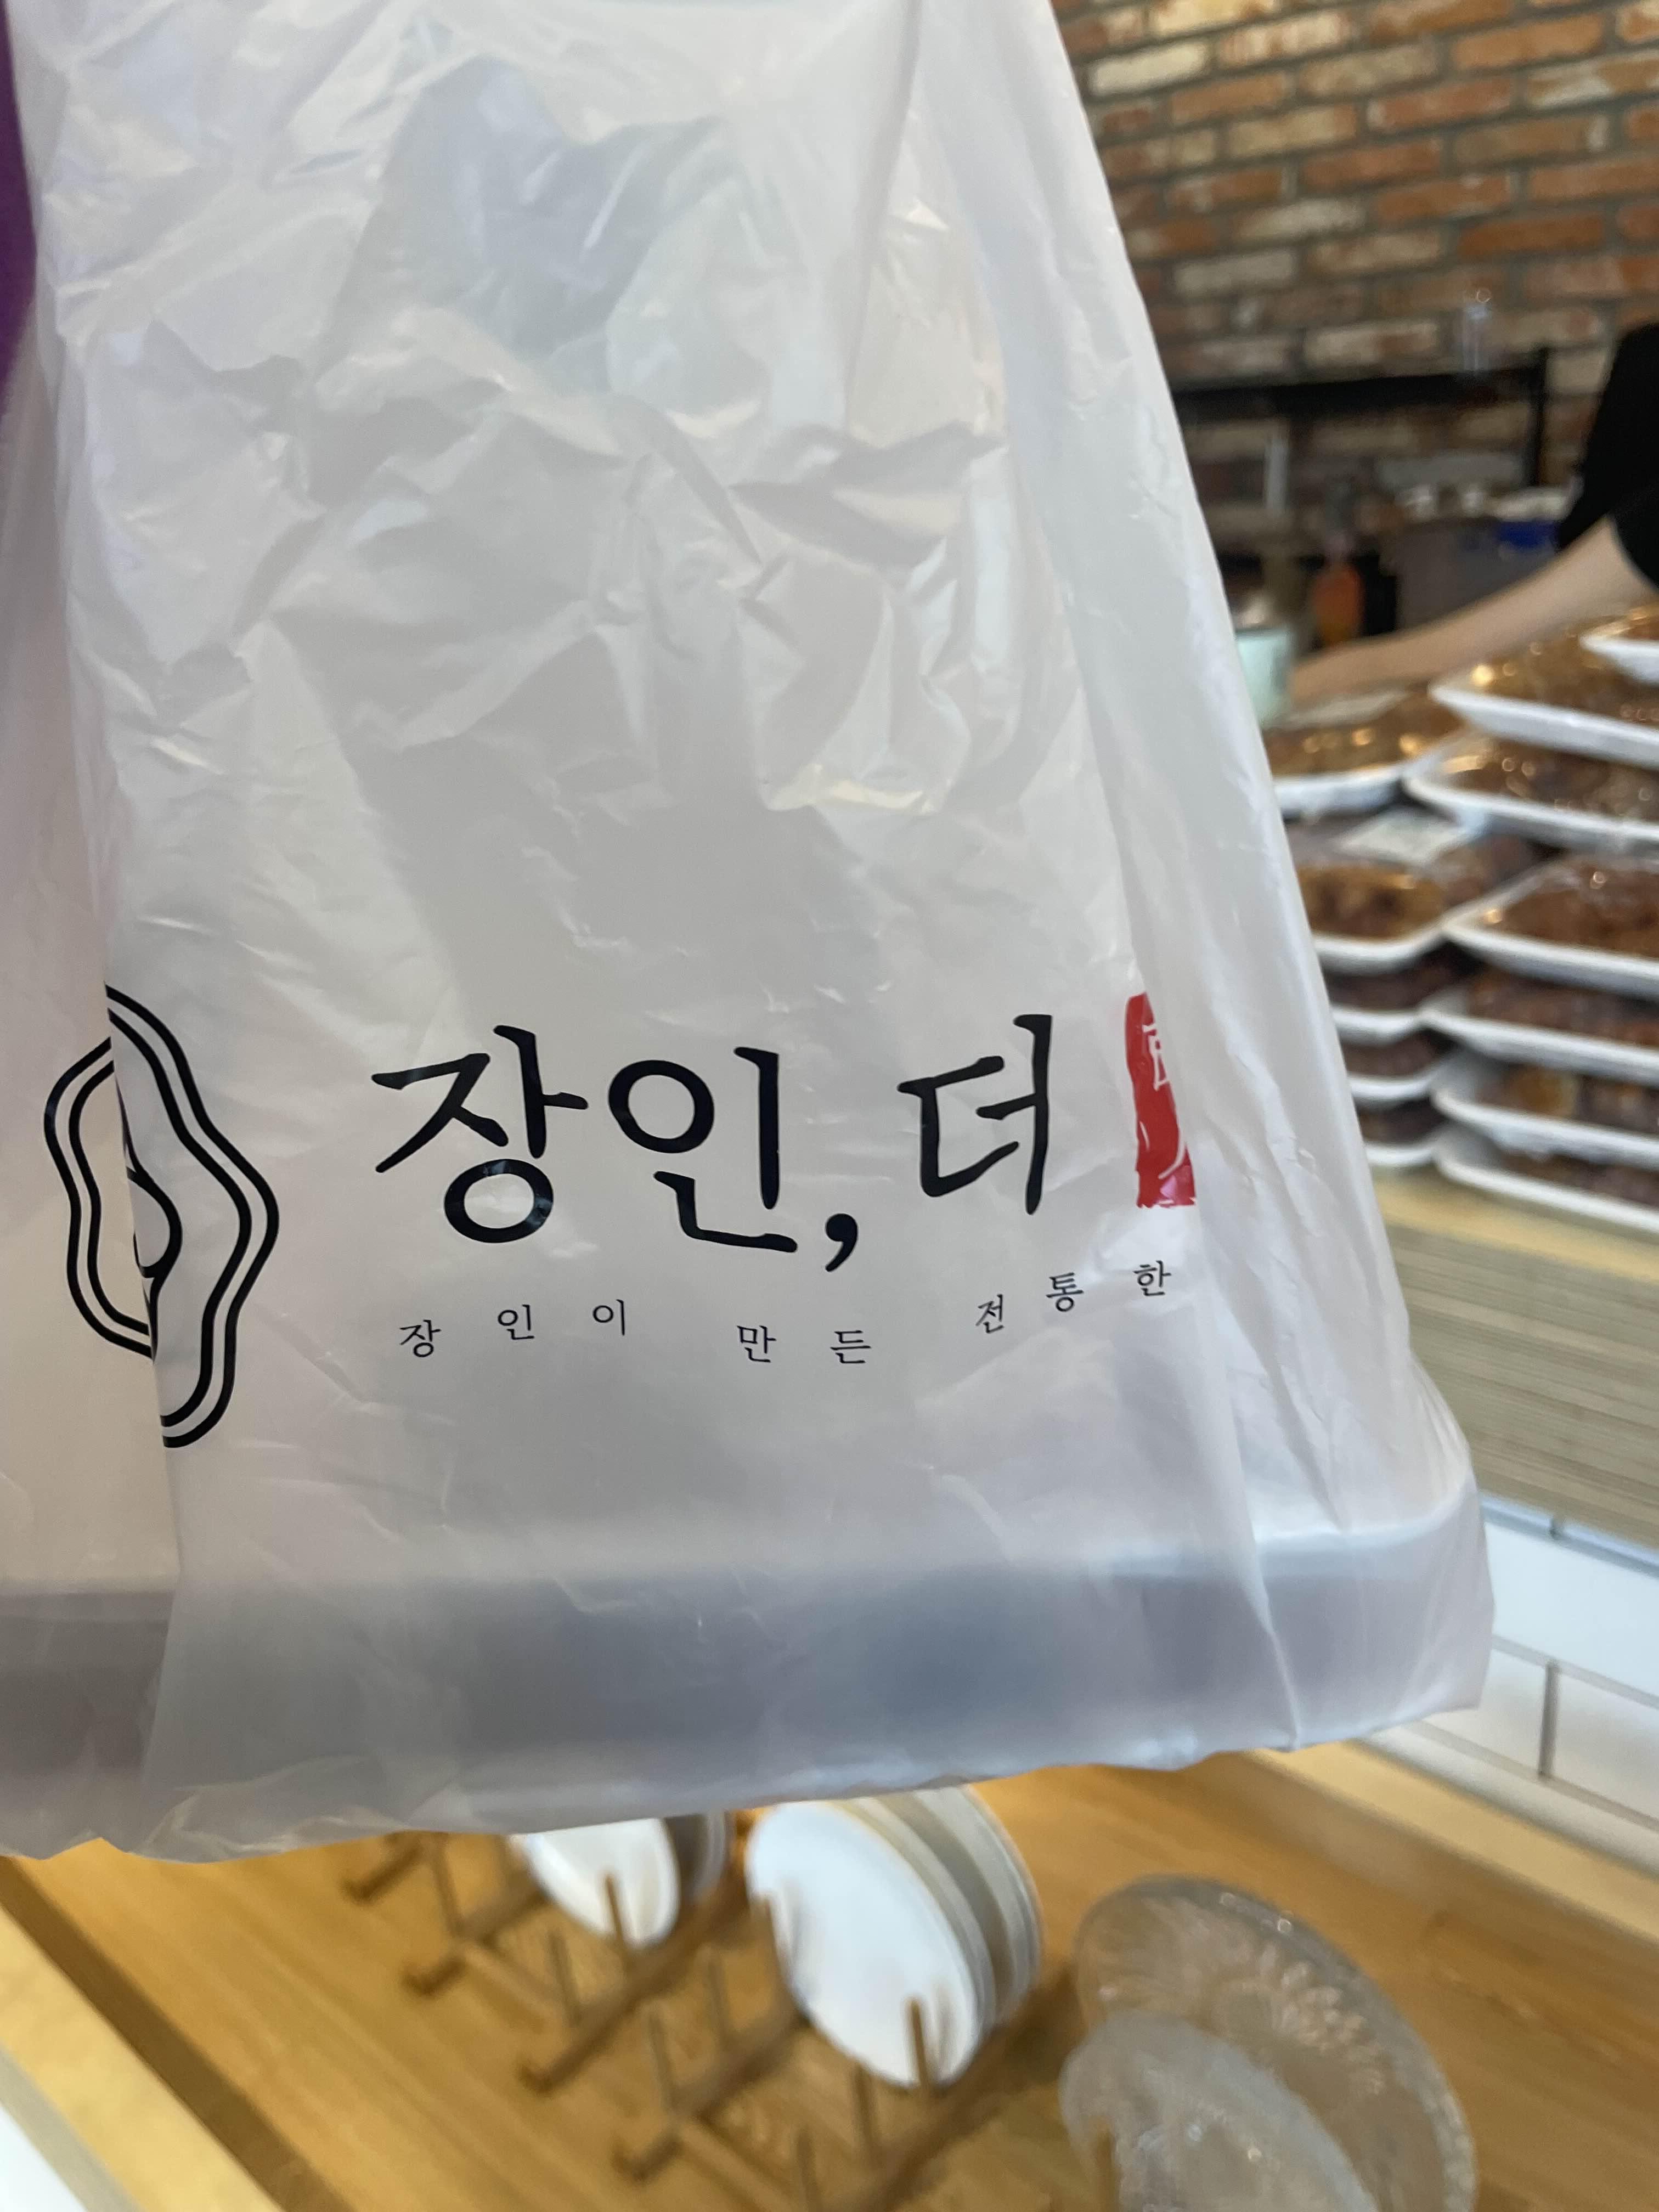 장인, 더
장인이 만든 전통한